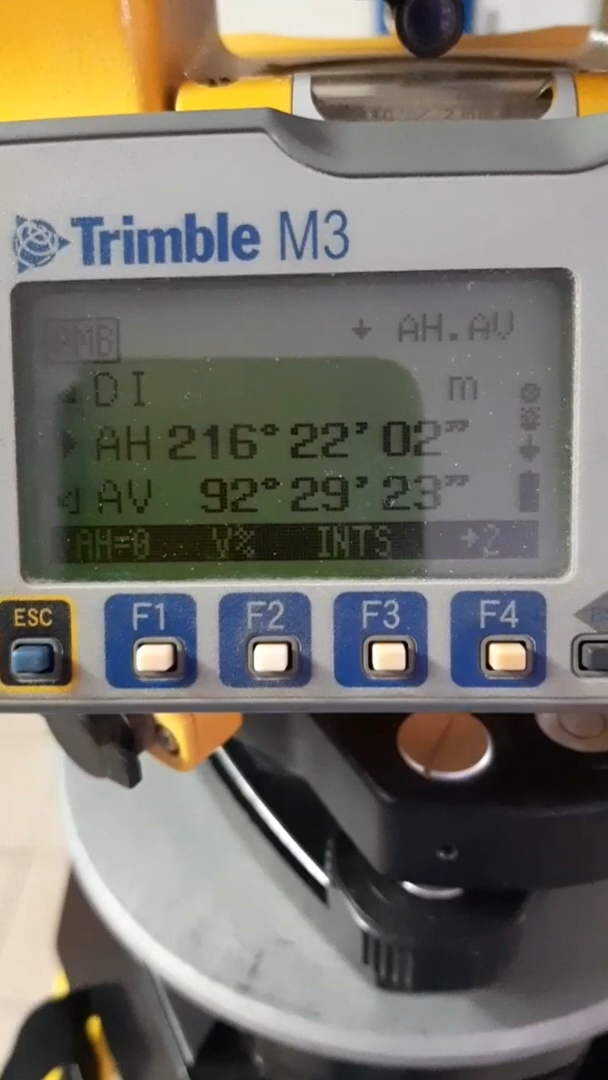 Trimble M3
PMB AH.AV
DI m
AH 216°22'02"
AV 92°29'23"
AH=0 V% INTS →2
ESC F1 F2 F3 F4